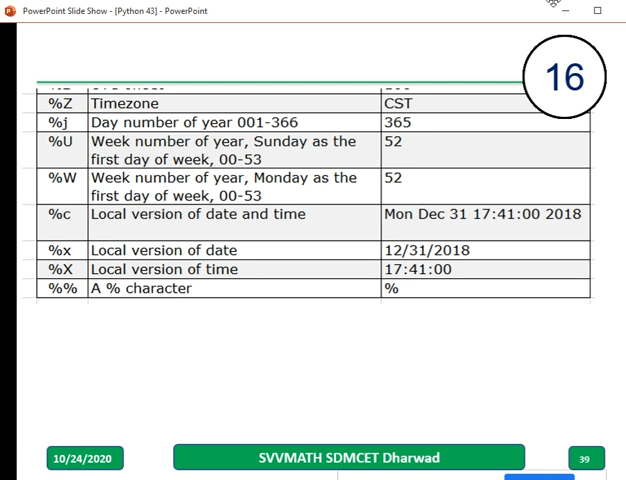 PowerPoint Slide Show - [Python 43] - PowerPoint
16
%Z Timezone CST
%j Day number of year 001-366 365
%U Week number of year, Sunday as the 52
first day of week, 00-53
%W Week number of year, Monday as the 52
first day of week, 00-53
%c Local version of date and time Mon Dec 31 17:41:00 2018
%x Local version of date 12/31/2018
%X Local version of time 17:41:00
%% A % character %
10/24/2020 SVVMATH SDMCET Dharwad 39